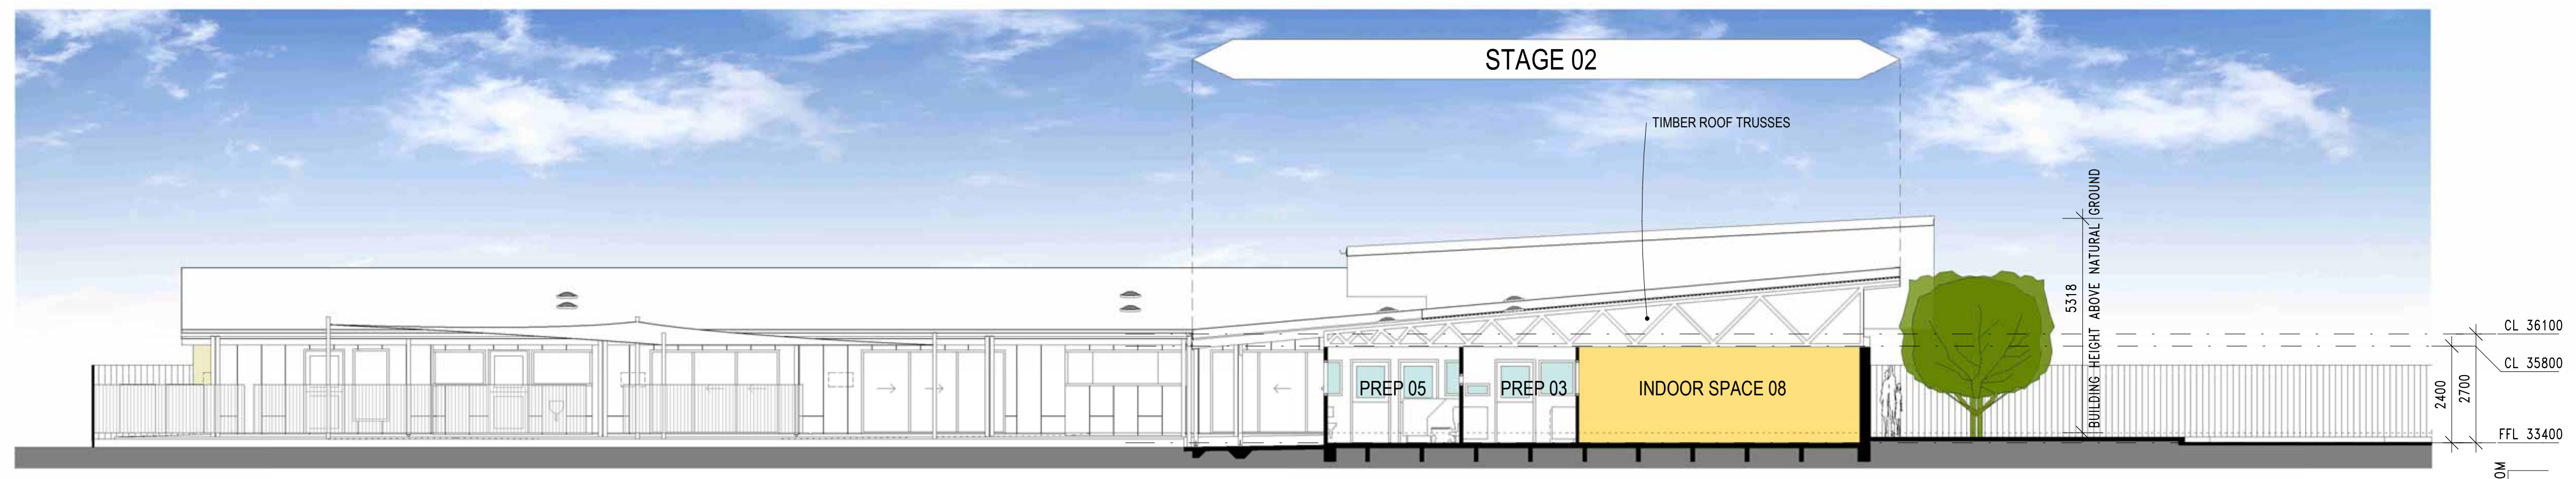 STAGE 02
TIMBER ROOF TRUSSES
5318
BUILDING HEIGHT ABOVE NATURAL GROUND
CL 36100
CL 35800
PREP 05
PREP 03
INDOOR SPACE 08
2400
2700
FFL 33400
OM